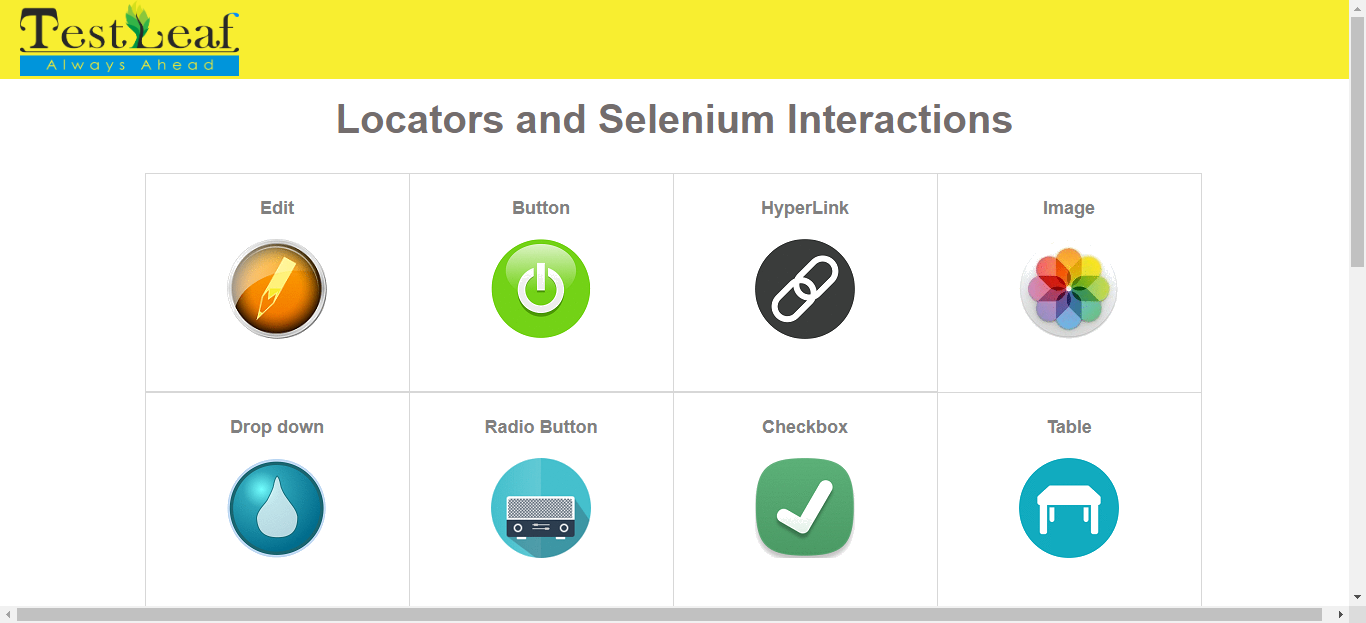 TestLeaf
Always Ahead
Locators and Selenium Interactions
Edit
Button
HyperLink
Image
Drop down
Radio Button
Checkbox
Table